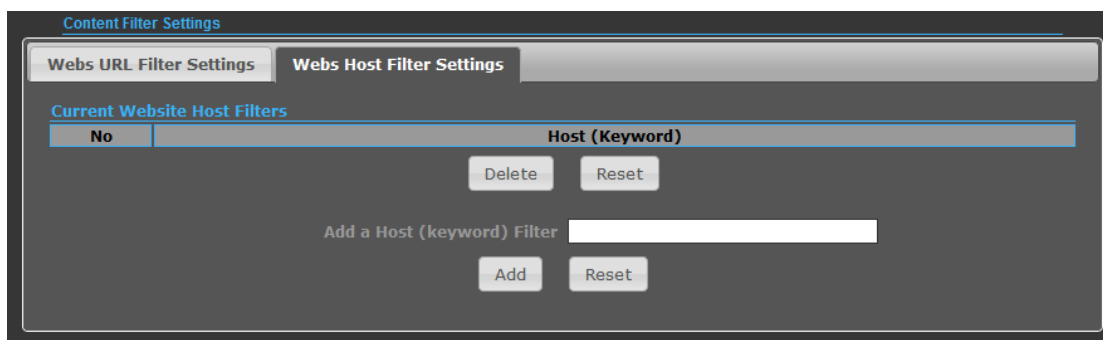 Content Filter Settings
Webs URL Filter Settings Webs Host Filter Settings
Current Website Host Filters
No Host (Keyword)
Delete Reset
Add a Host (keyword) Filter
Add Reset